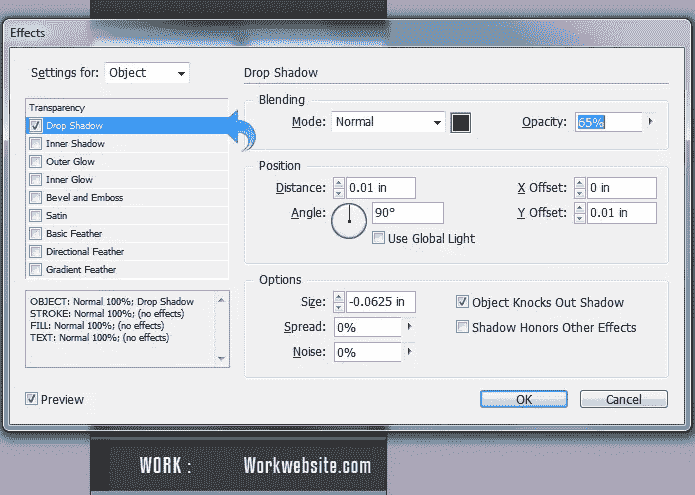 Effects
Settings for: Object
Transparency
Drop Shadow
Inner Shadow
Outer Glow
Inner Glow
Bevel and Emboss
Satin
Basic Feather
Directional Feather
Gradient Feather
OBJECT: Normal 100%; Drop Shadow
STROKE: Normal 100%; (no effects)
FILL: Normal 100%; (no effects)
TEXT: Normal 100%; (no effects)
Preview
Drop Shadow
Blending
Mode: Normal Opacity: 65%
Position
Distance: 0.01 in X Offset: 0 in
Angle: 90° Y Offset: 0.01 in
Use Global Light
Options
Size: -0.0625 in Object Knocks Out Shadow
Spread: 0% Shadow Honors Other Effects
Noise: 0%
OK Cancel
WORK : Workwebsite.com